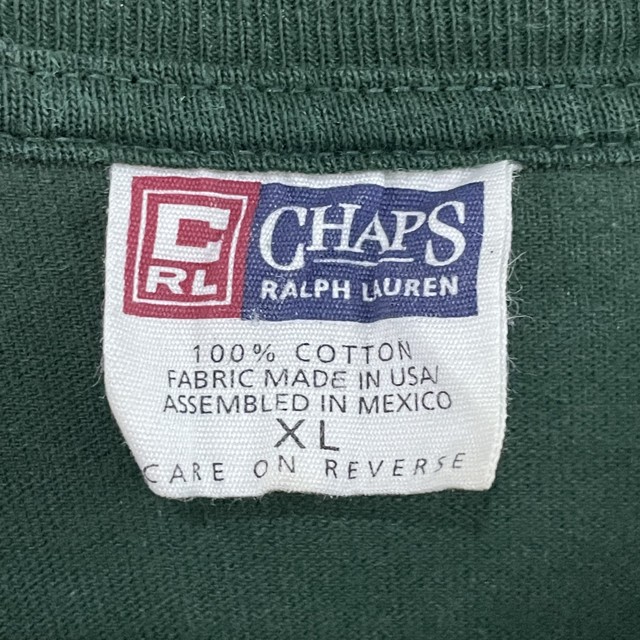 C
RL
CHAPS
RALPH LAUREN
100% COTTON
FABRIC MADE IN USA/
ASSEMBLED IN MEXICO
XL
CARE ON REVERSE